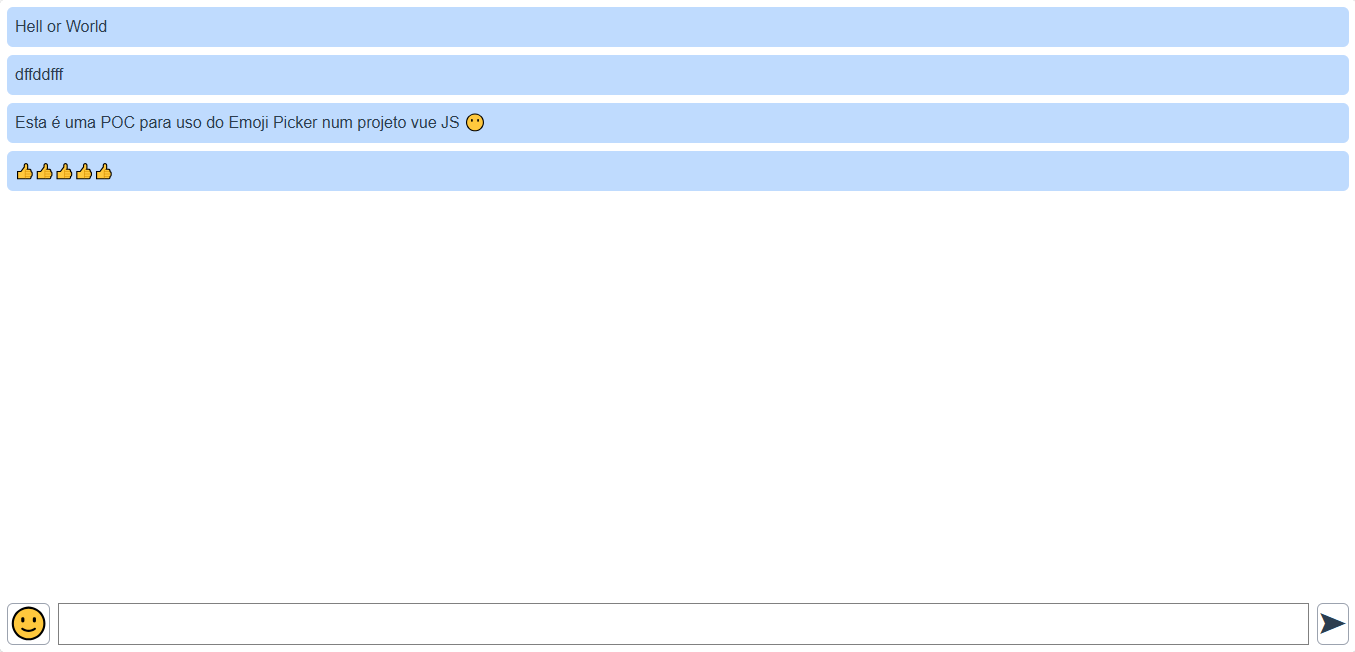 Hell or World
dffddfff
Esta é uma POC para uso do Emoji Picker num projeto vue JS 😶
👍👍👍👍👍